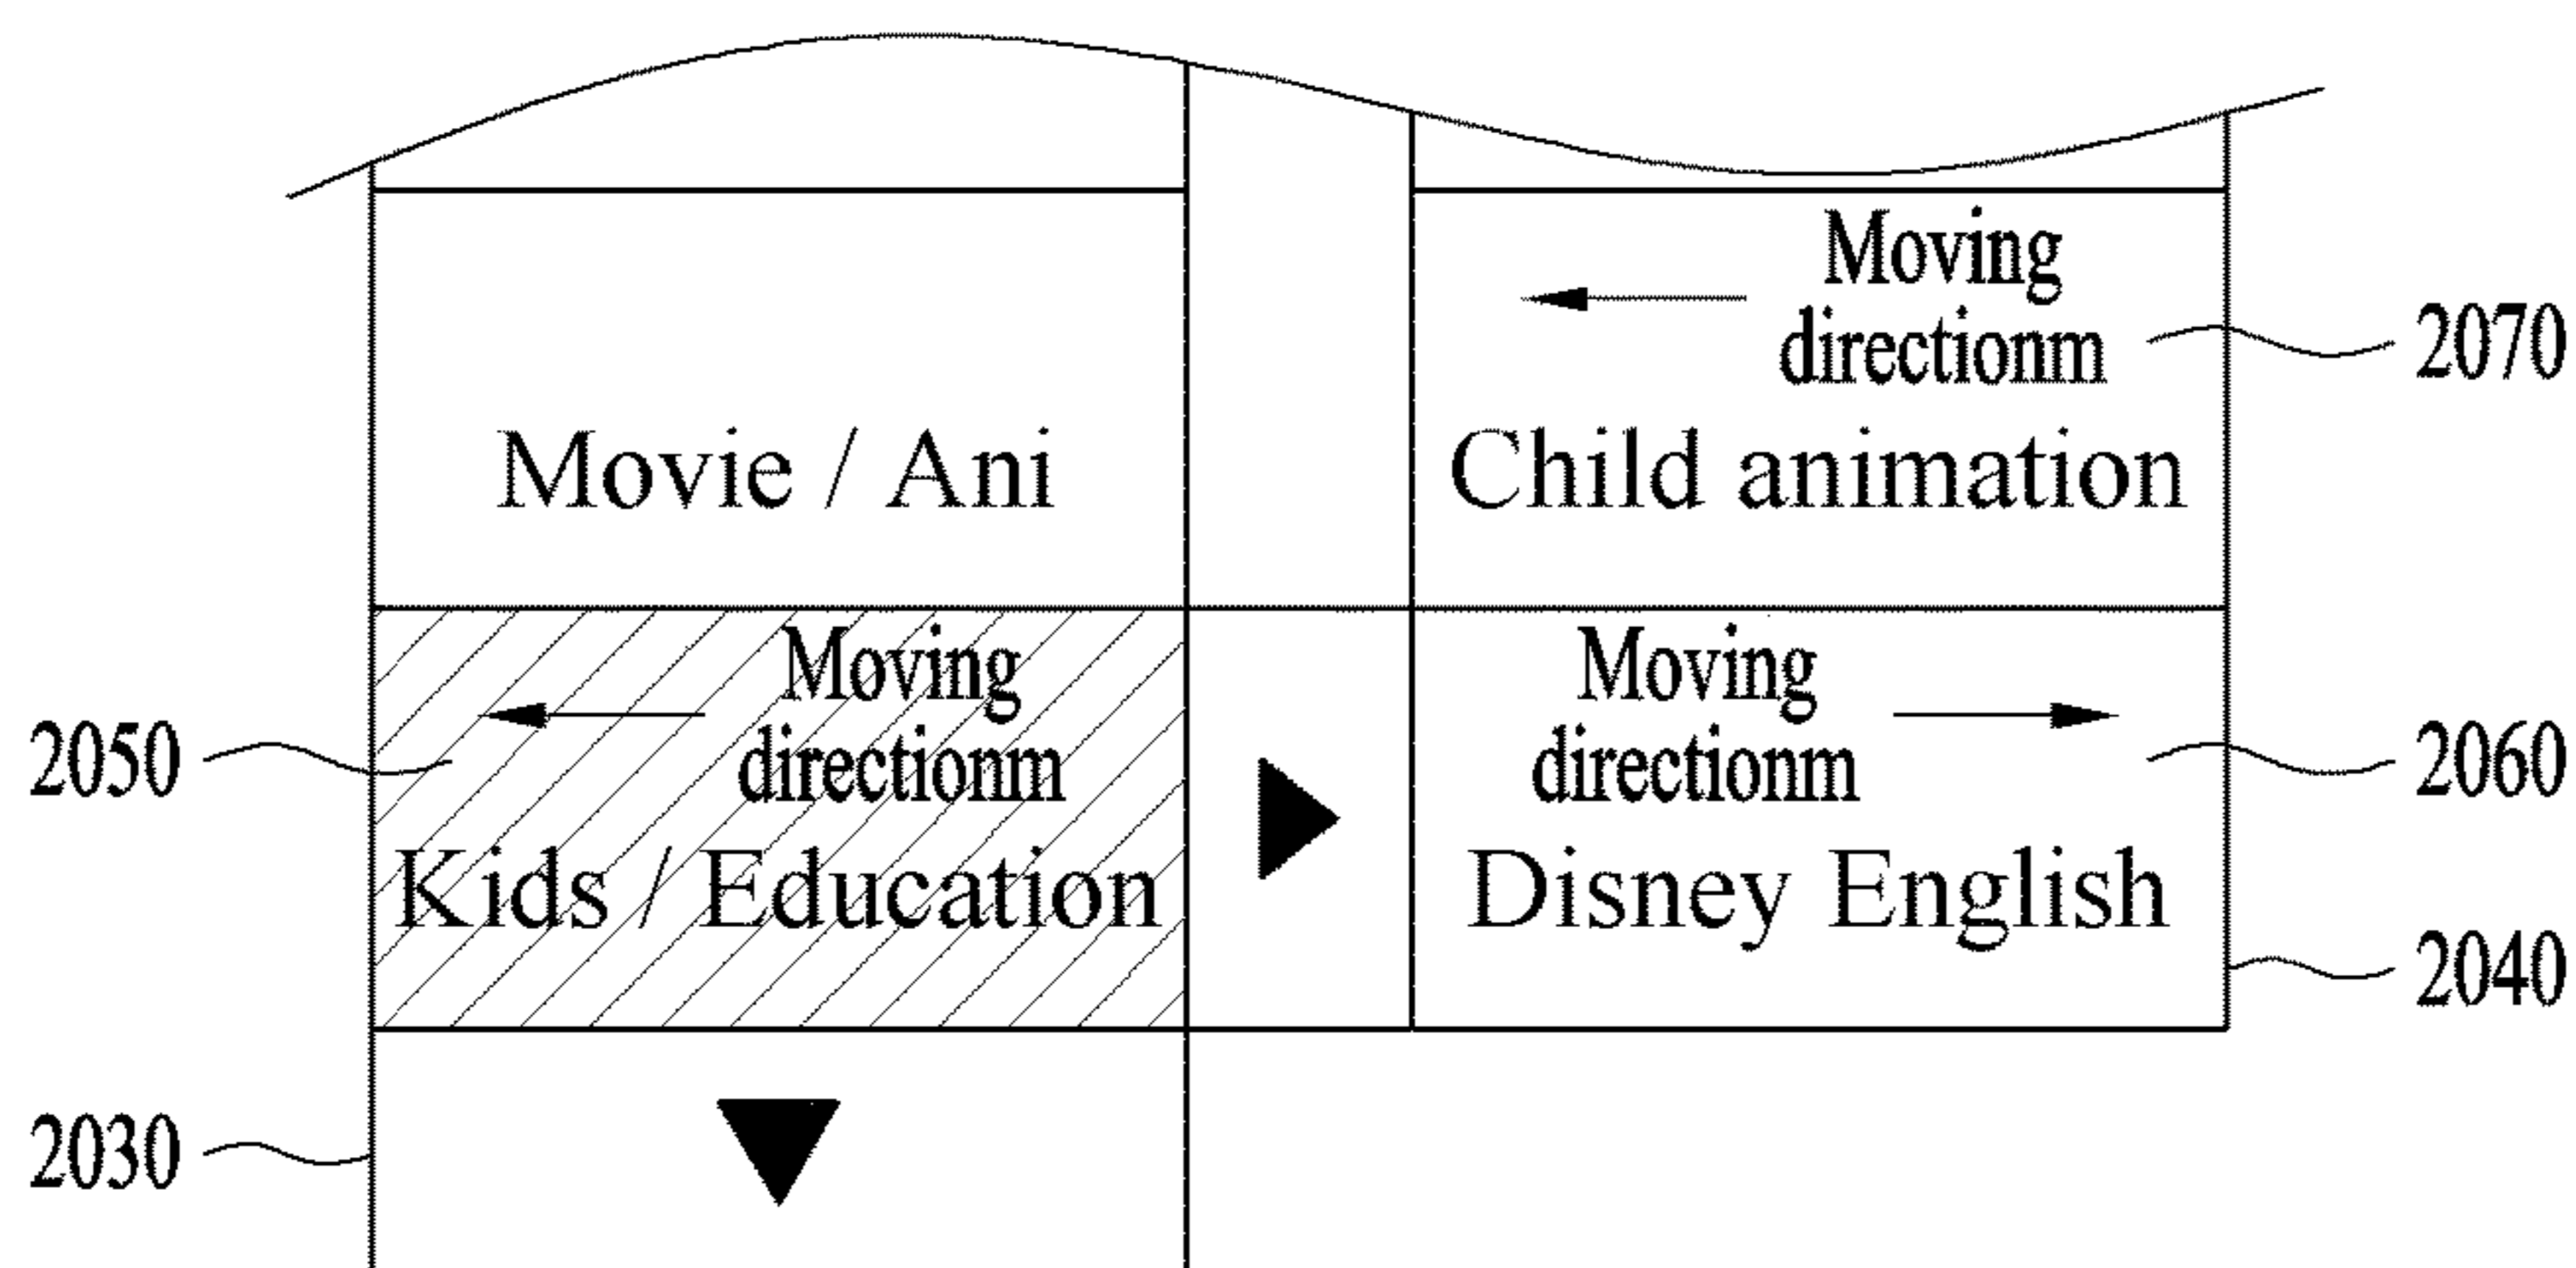 Moving
directionm
2070
Movie / Ani
Child animation
Moving
directionm
Moving
directionm
2050
2060
Kids / Education
Disney English
2040
2030